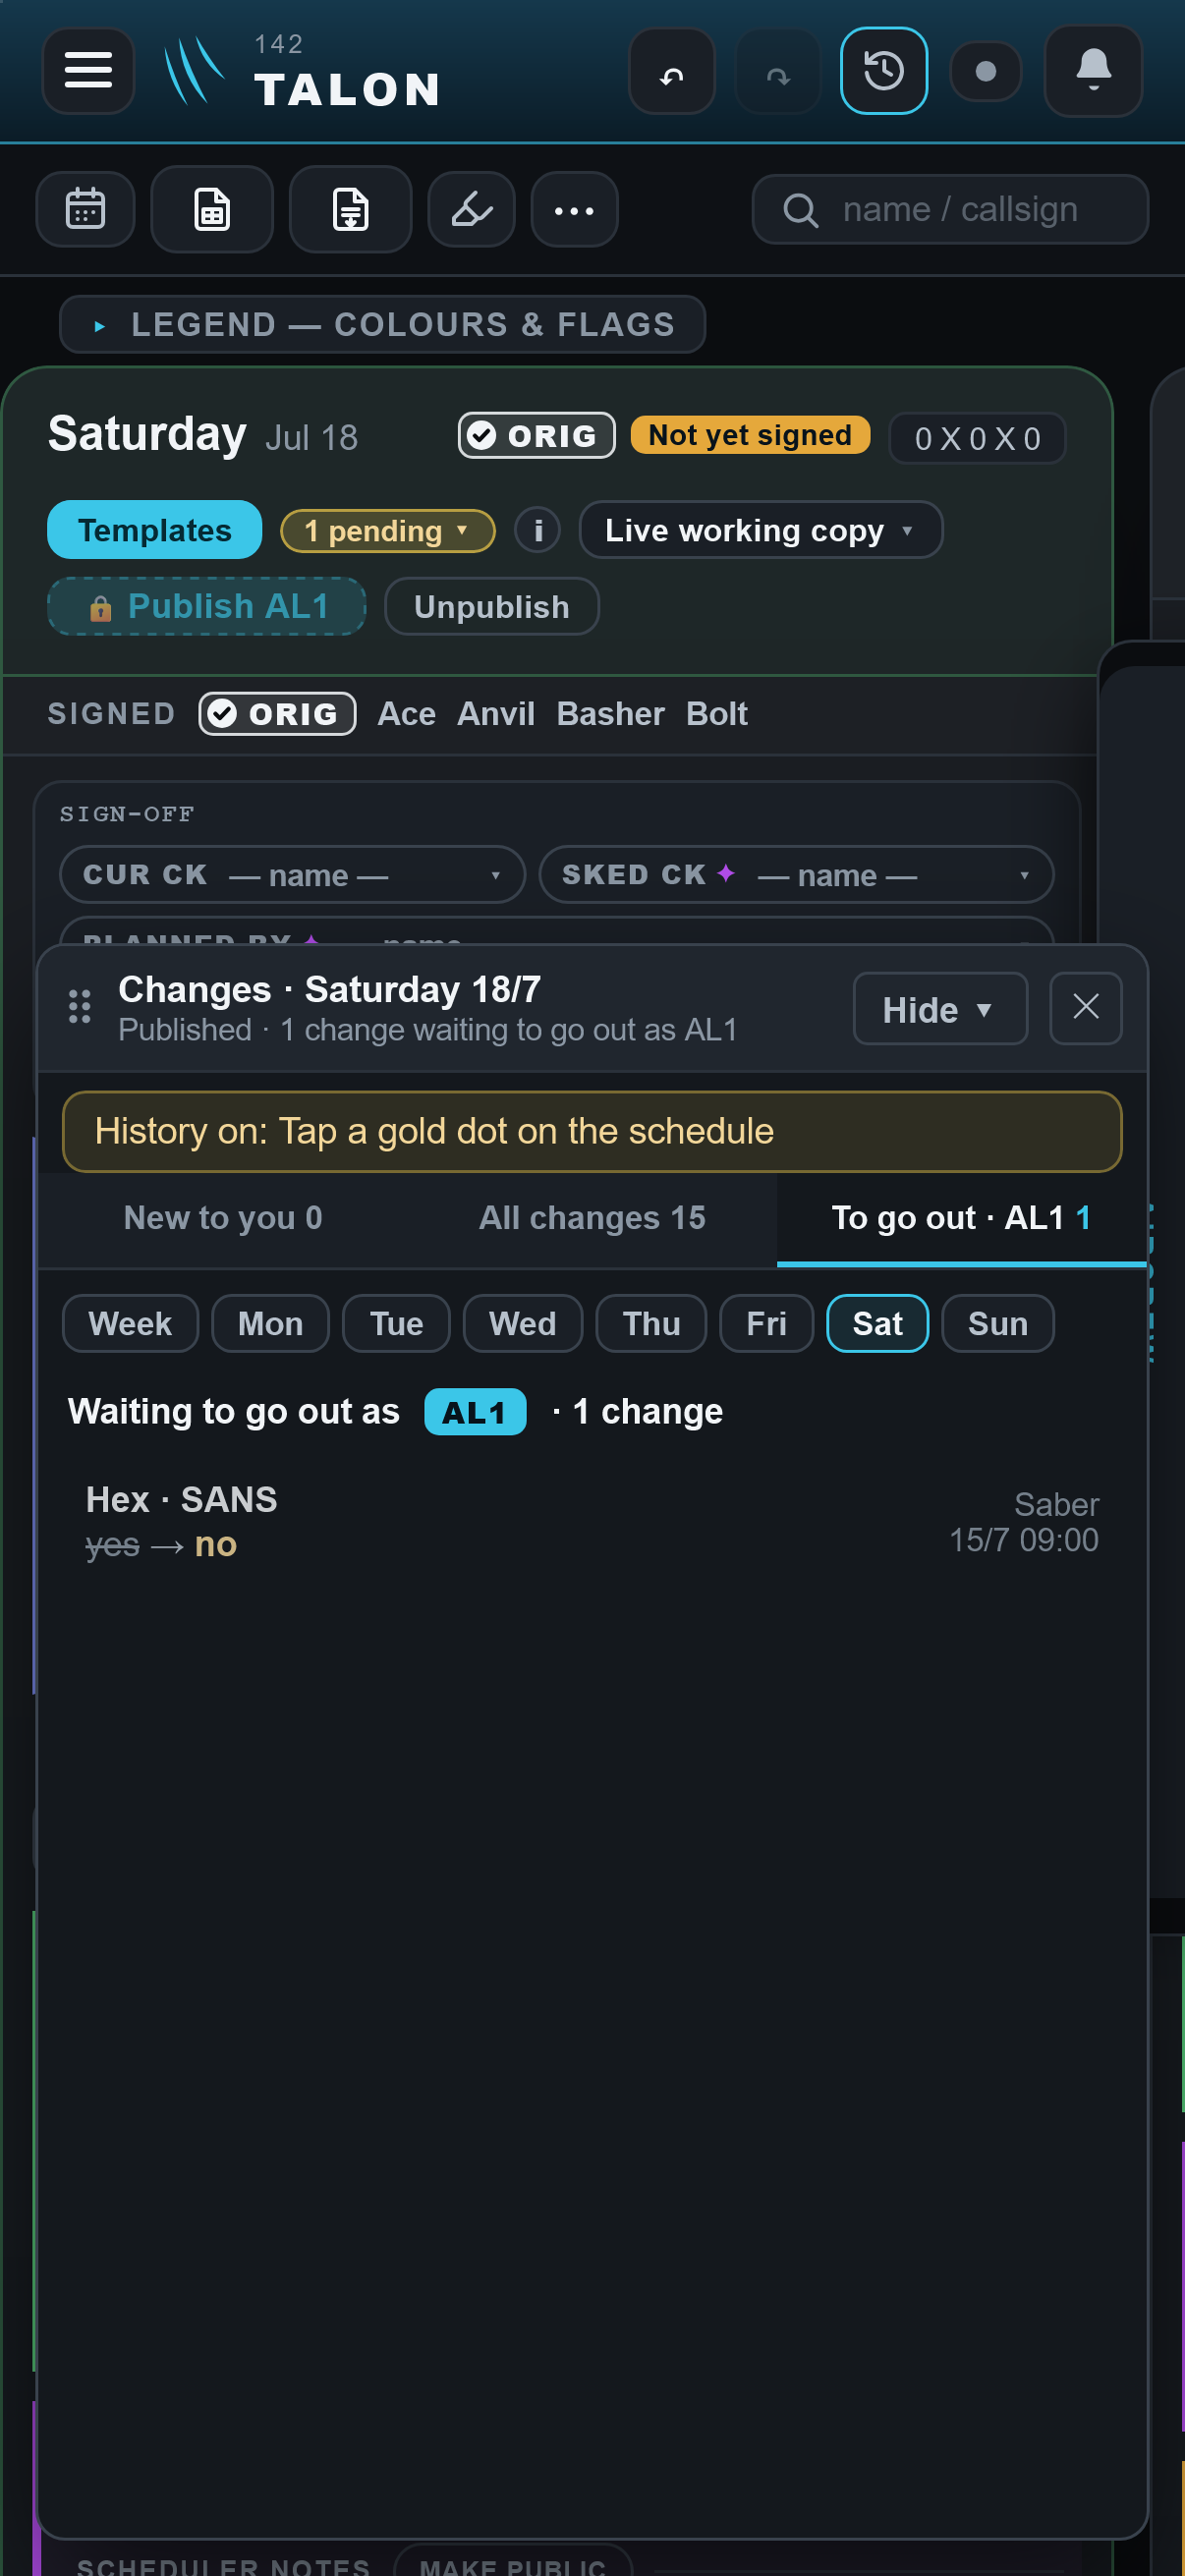 142
TALON
name / callsign
▸ LEGEND — COLOURS & FLAGS
Saturday Jul 18 ORIG Not yet signed 0 X 0 X 0
Templates 1 pending ▾ i Live working copy ▾
🔒 Publish AL1 Unpublish
SIGNED ORIG Ace Anvil Basher Bolt
SIGN-OFF
CUR CK — name — ▾ SKED CK ✦ — name — ▾
PLANNED BY ✦ — name —
Changes · Saturday 18/7
Published · 1 change waiting to go out as AL1
Hide ▾
History on: Tap a gold dot on the schedule
New to you 0 All changes 15 To go out · AL1 1
Week Mon Tue Wed Thu Fri Sat Sun
Waiting to go out as AL1 · 1 change
Hex · SANS
yes → no
Saber
15/7 09:00
SCHEDULER NOTES MAKE PUBLIC